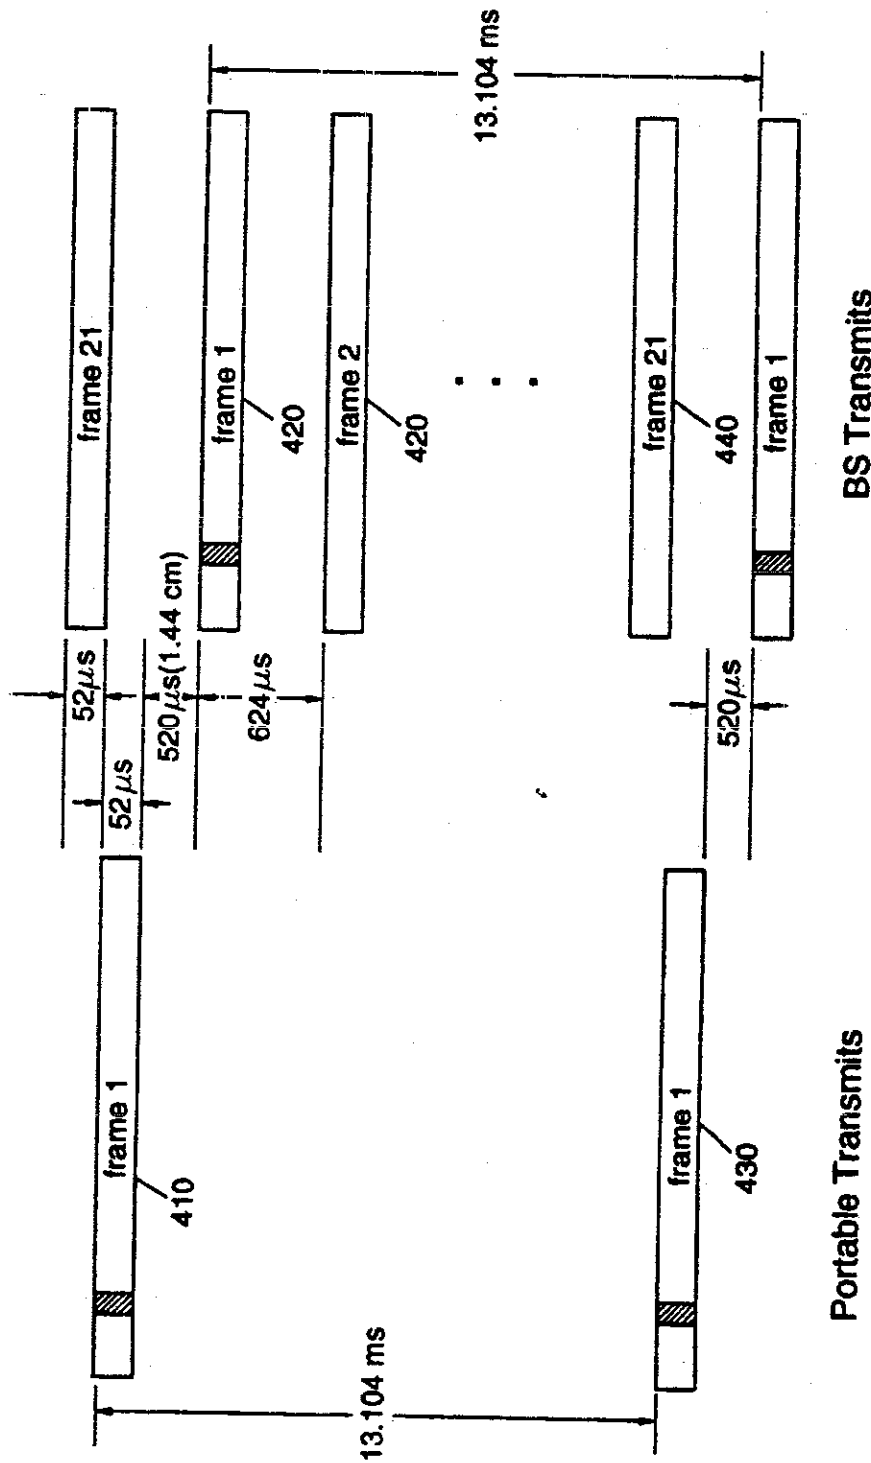 frame 21
52μs
52μs
520μs(1.44 cm)
frame 1
410
frame 1
420
624μs
frame 2
420
13.104 ms
13.104 ms
frame 21
440
frame 1
430
520μs
frame 1
Portable Transmits
BS Transmits